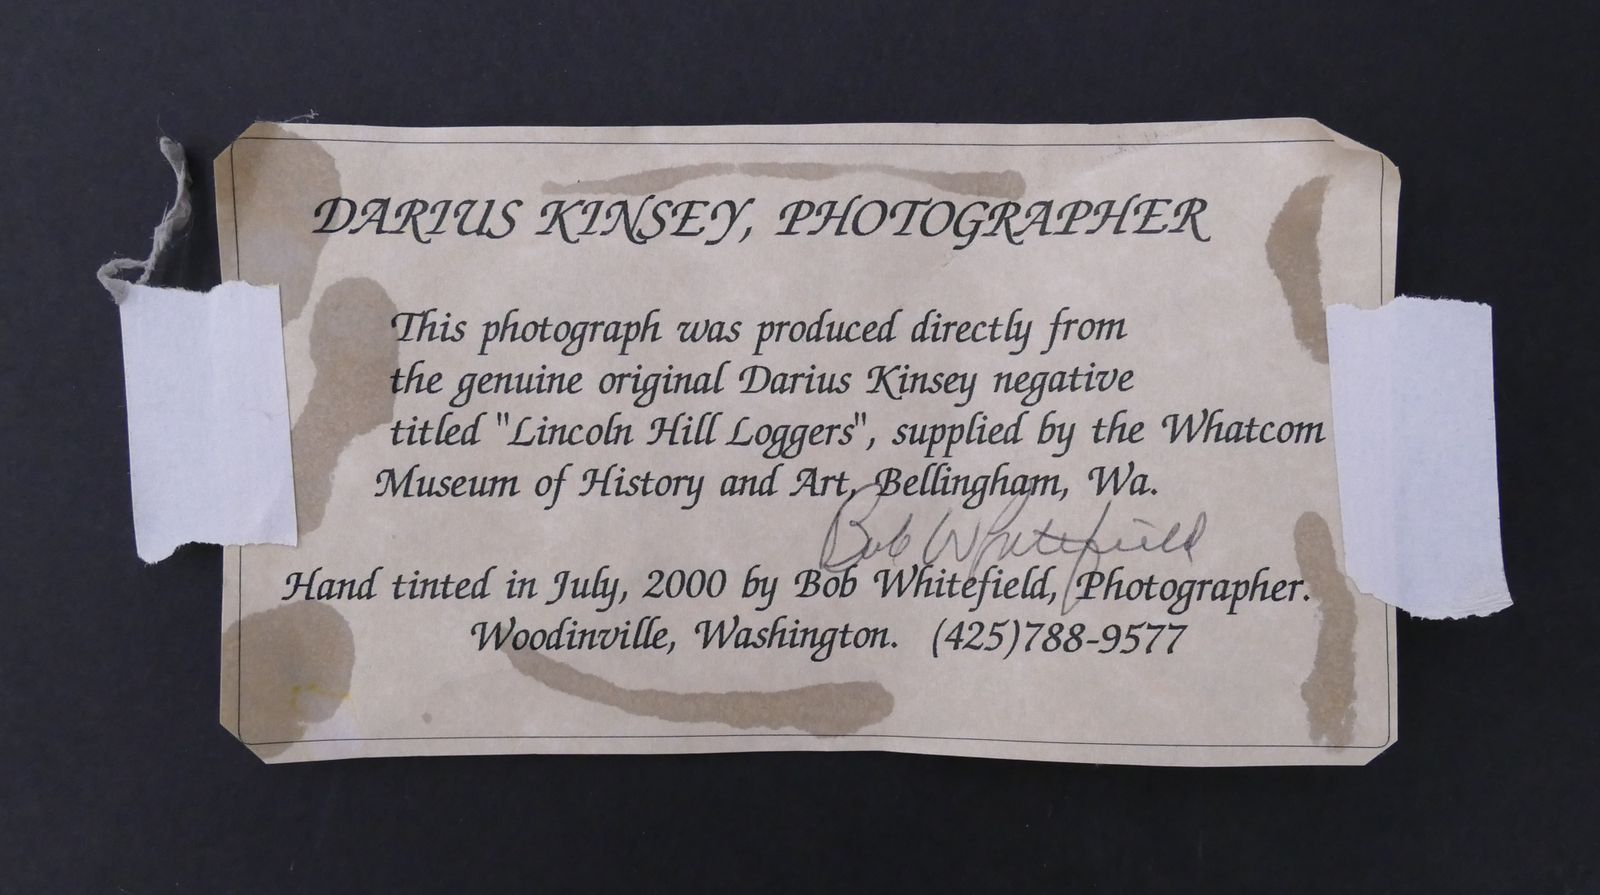 DARIUS KINSEY, PHOTOGRAPHER
This photograph was produced directly from
the genuine original Darius Kinsey negative
titled "Lincoln Hill Loggers", supplied by the Whatcom
Museum of History and Art, Bellingham, Wa.
Bob Whitefield
Hand tinted in July, 2000 by Bob Whitefield, Photographer.
Woodinville, Washington. (425)788-9577